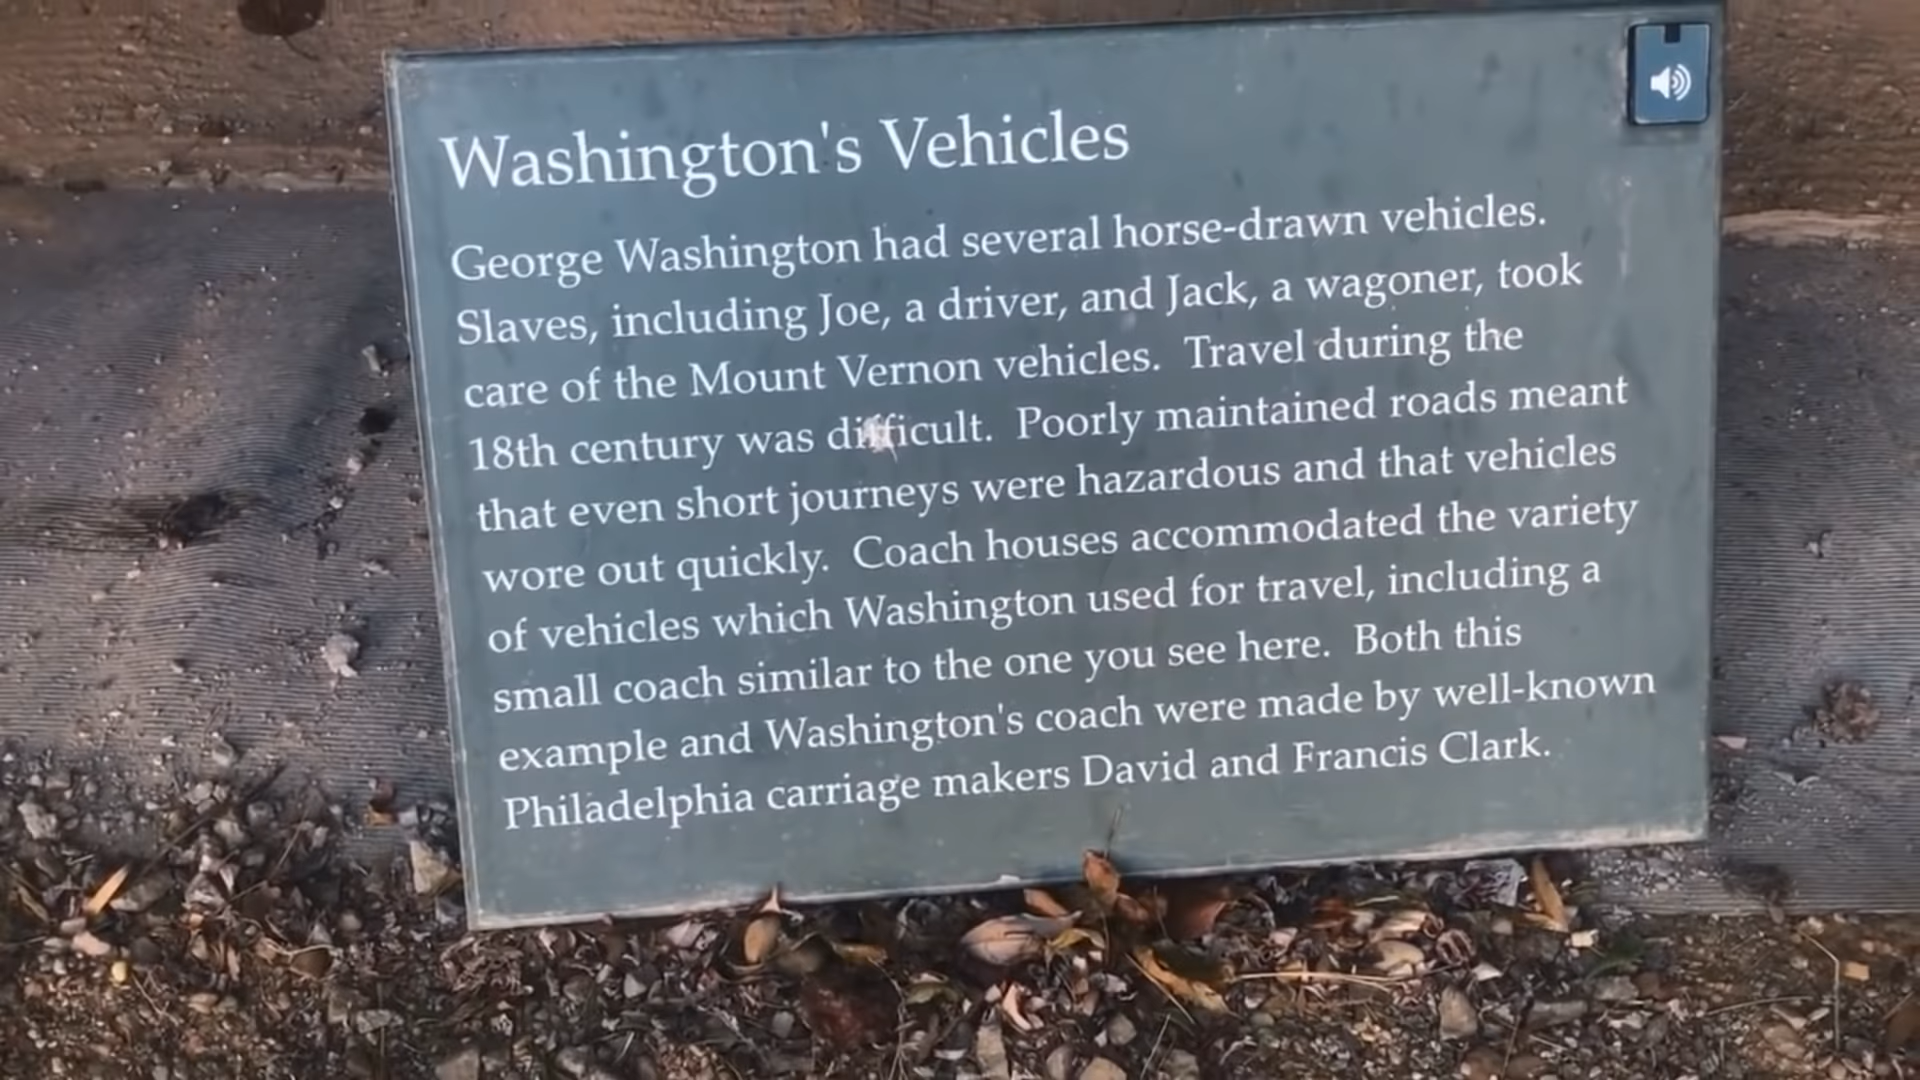 Washington's Vehicles
George Washington had several horse-drawn vehicles.
Slaves, including Joe, a driver, and Jack, a wagoner, took
care of the Mount Vernon vehicles.  Travel during the
18th century was difficult.  Poorly maintained roads meant
that even short journeys were hazardous and that vehicles
wore out quickly.  Coach houses accommodated the variety
of vehicles which Washington used for travel, including a
small coach similar to the one you see here.  Both this
example and Washington's coach were made by well-known
Philadelphia carriage makers David and Francis Clark.